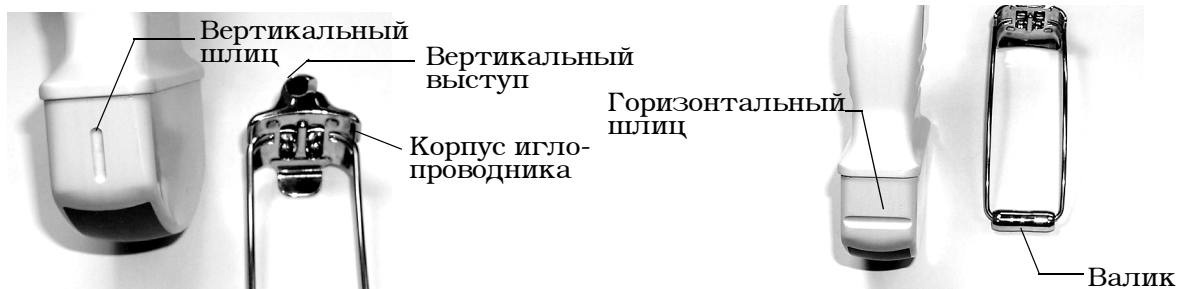 Вертикальный
шлиц
Вертикальный
выступ
Корпус игло-
проводника
Горизонтальный
шлиц
Валик